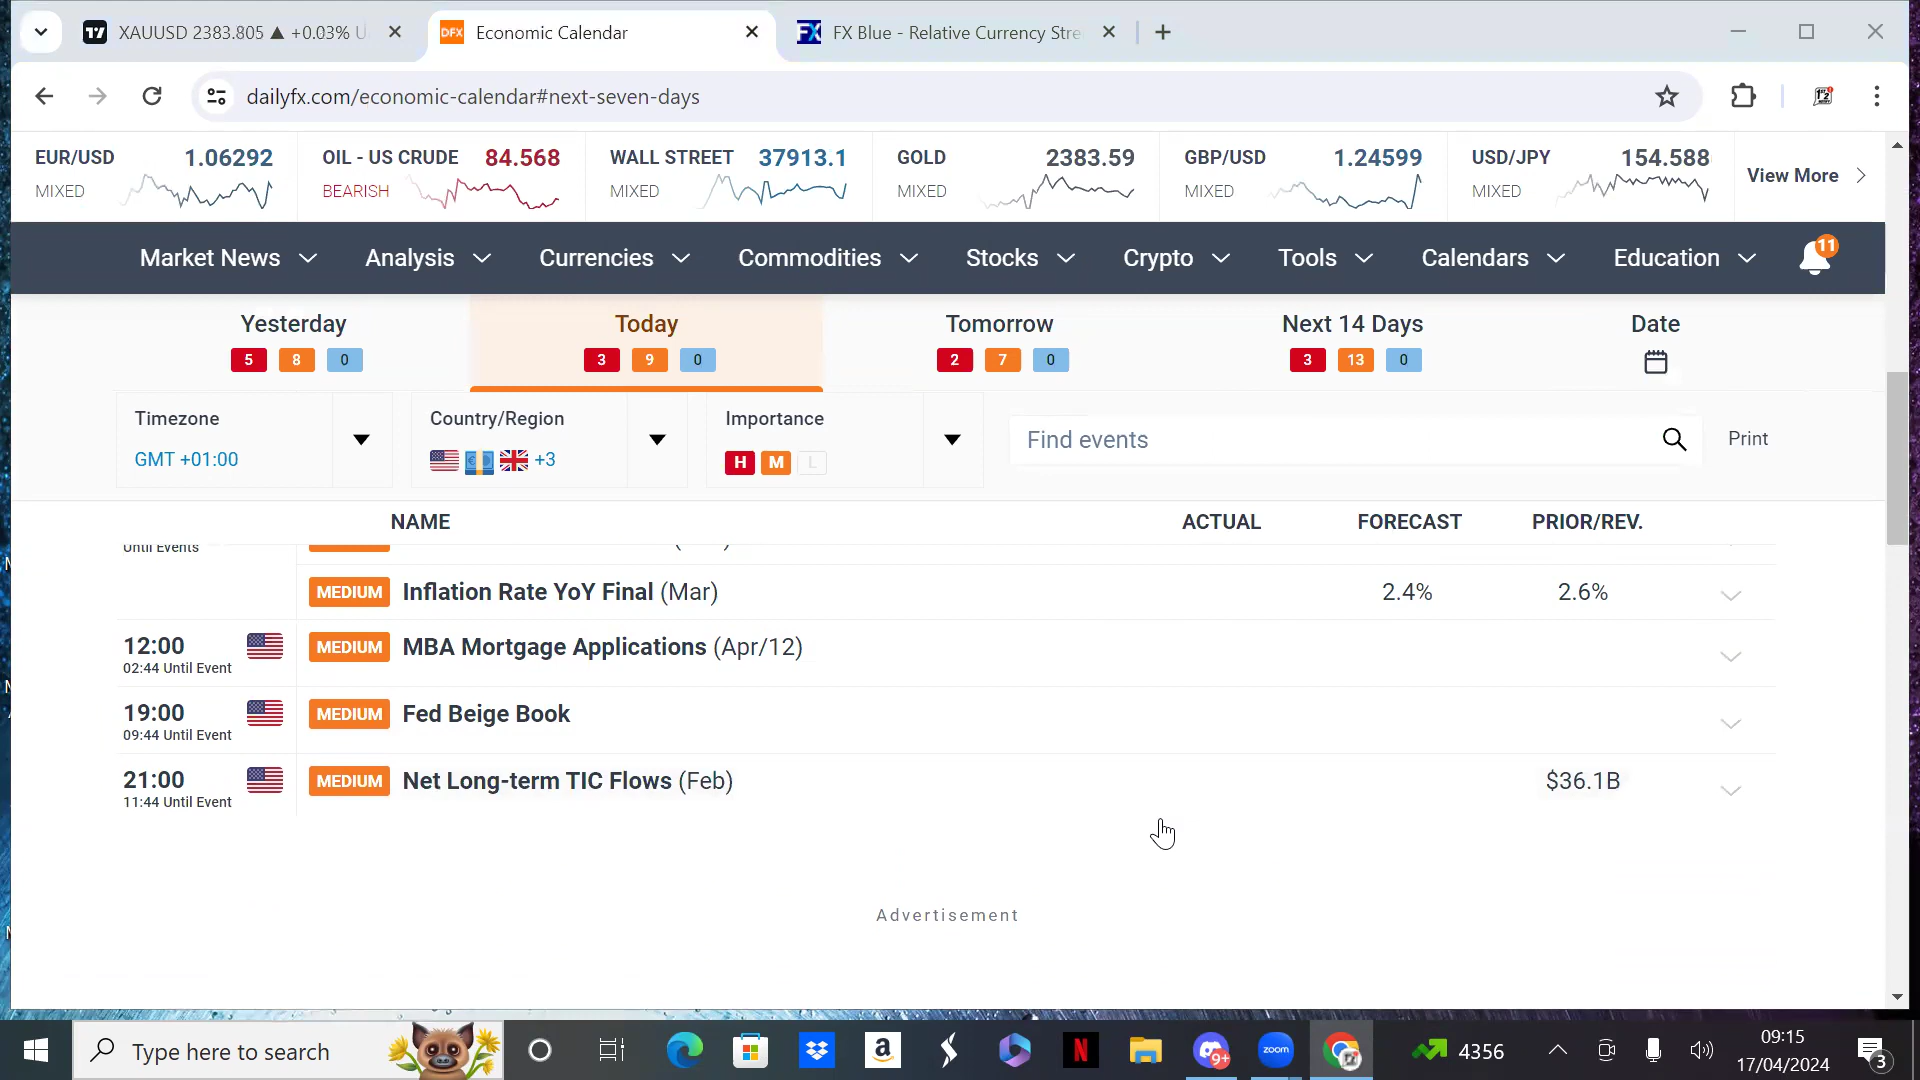 XAUUSD 2383.805 ▲ +0.03% U
DFX
Economic Calendar
FX
FX Blue - Relative Currency Stre
dailyfx.com/economic-calendar#next-seven-days
EUR/USD 1.06292
MIXED
OIL - US CRUDE 84.568
BEARISH
WALL STREET 37913.1
MIXED
GOLD 2383.59
MIXED
GBP/USD 1.24599
MIXED
USD/JPY 154.588
MIXED
View More
Market News
Analysis
Currencies
Commodities
Stocks
Crypto
Tools
Calendars
Education
11
Yesterday
5 8 0
Today
3 9 0
Tomorrow
2 7 0
Next 14 Days
3 13 0
Date
Timezone
GMT +01:00
Country/Region
+3
Importance
H M L
Find events
Print
NAME ACTUAL FORECAST PRIOR/REV.
Until Events
MEDIUM Inflation Rate YoY Final (Mar) 2.4% 2.6%
12:00 MEDIUM MBA Mortgage Applications (Apr/12)
02:44 Until Event
19:00 MEDIUM Fed Beige Book
09:44 Until Event
21:00 MEDIUM Net Long-term TIC Flows (Feb) $36.1B
11:44 Until Event
Advertisement
Type here to search
a
N
9+
zoom
4356
09:15
17/04/2024
3